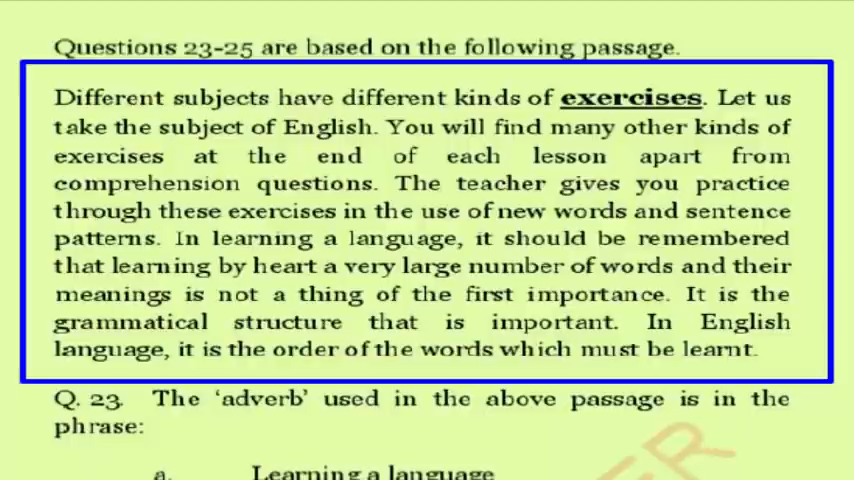 Questions 23-25 are based on the following passage.
Different subjects have different kinds of exercises. Let us
take the subject of English. You will find many other kinds of
exercises at the end of each lesson apart from
comprehension questions. The teacher gives you practice
through these exercises in the use of new words and sentence
patterns. In learning a language, it should be remembered
that learning by heart a very large number of words and their
meanings is not a thing of the first importance. It is the
grammatical structure that is important. In English
language, it is the order of the words which must be learnt.
Q. 23. The ‘adverb’ used in the above passage is in the
phrase:
a. Learning a language